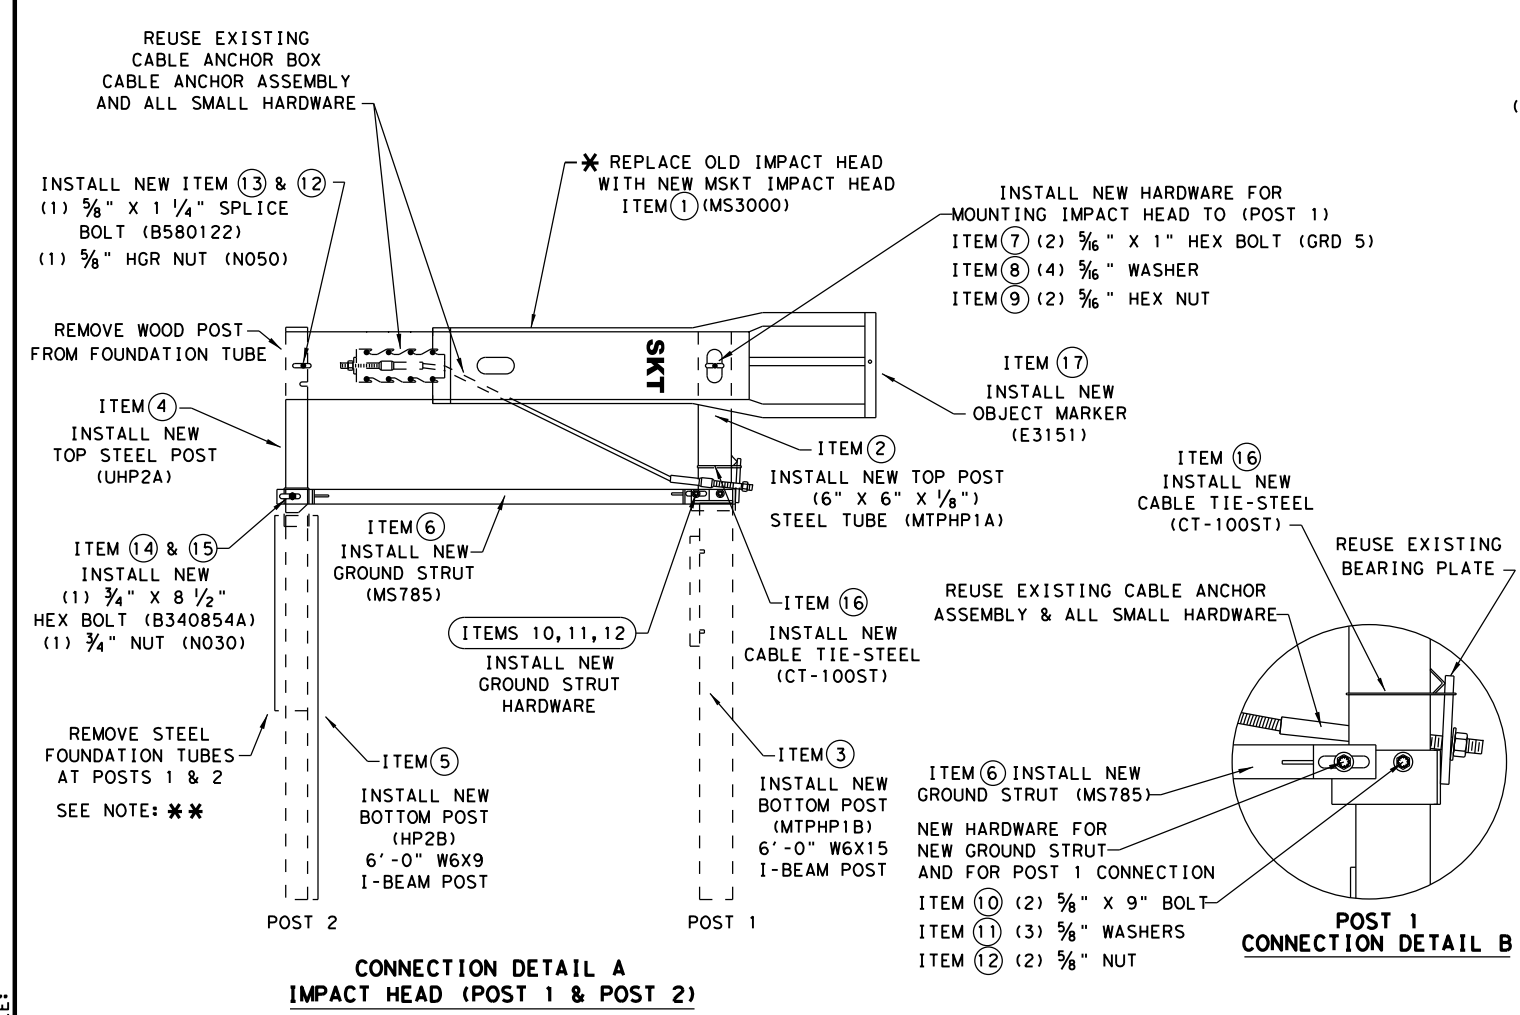 REUSE EXISTING
CABLE ANCHOR BOX
CABLE ANCHOR ASSEMBLY
AND ALL SMALL HARDWARE
INSTALL NEW ITEM 13 & 12
(1) 5/8" X 1 1/4" SPLICE
BOLT (B580122)
(1) 5/8" HGR NUT (N050)
* REPLACE OLD IMPACT HEAD
WITH NEW MSKT IMPACT HEAD
ITEM 1 (MS3000)
INSTALL NEW HARDWARE FOR
MOUNTING IMPACT HEAD TO (POST 1)
ITEM 7 (2) 5/16" X 1" HEX BOLT (GRD 5)
ITEM 8 (4) 5/16" WASHER
ITEM 9 (2) 5/16" HEX NUT
REMOVE WOOD POST
FROM FOUNDATION TUBE
SKT
ITEM 17
INSTALL NEW
OBJECT MARKER
(E3151)
ITEM 4
INSTALL NEW
TOP STEEL POST
(UHP2A)
ITEM 2
INSTALL NEW TOP POST
(6" X 6" X 1/8")
STEEL TUBE (MTPHP1A)
ITEM 16
INSTALL NEW
CABLE TIE-STEEL
(CT-100ST)
REUSE EXISTING
BEARING PLATE
ITEM 14 & 15
INSTALL NEW
(1) 3/4" X 8 1/2"
HEX BOLT (B340854A)
(1) 3/4" NUT (N030)
ITEM 6
INSTALL NEW
GROUND STRUT
(MS785)
ITEMS 10,11,12
INSTALL NEW
GROUND STRUT
HARDWARE
ITEM 16
INSTALL NEW
CABLE TIE-STEEL
(CT-100ST)
REUSE EXISTING CABLE ANCHOR
ASSEMBLY & ALL SMALL HARDWARE
REMOVE STEEL
FOUNDATION TUBES
AT POSTS 1 & 2
SEE NOTE: **
ITEM 5
INSTALL NEW
BOTTOM POST
(HP2B)
6'-0" W6X9
I-BEAM POST
ITEM 3
INSTALL NEW
BOTTOM POST
(MTPHP1B)
6'-0" W6X15
I-BEAM POST
ITEM 6 INSTALL NEW
GROUND STRUT (MS785)
NEW HARDWARE FOR
NEW GROUND STRUT
AND FOR POST 1 CONNECTION
ITEM 10 (2) 5/8" X 9" BOLT
ITEM 11 (3) 5/8" WASHERS
ITEM 12 (2) 5/8" NUT
POST 2
POST 1
POST 1
CONNECTION DETAIL B
CONNECTION DETAIL A
IMPACT HEAD (POST 1 & POST 2)